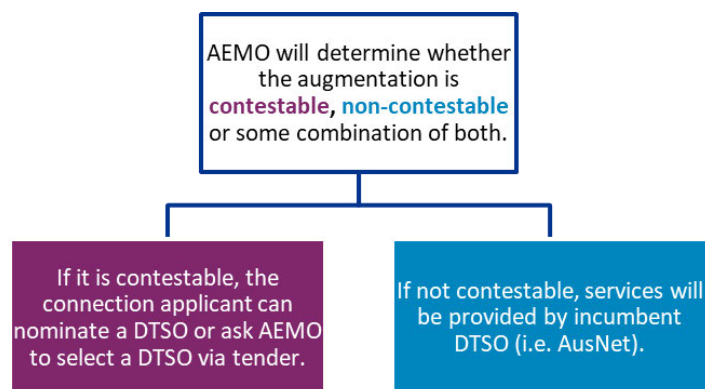 AEMO will determine whether
the augmentation is
contestable, non-contestable
or some combination of both.
If it is contestable, the
connection applicant can
nominate a DTSO or ask AEMO
to select a DTSO via tender.
If not contestable, services will
be provided by incumbent
DTSO (i.e. AusNet).